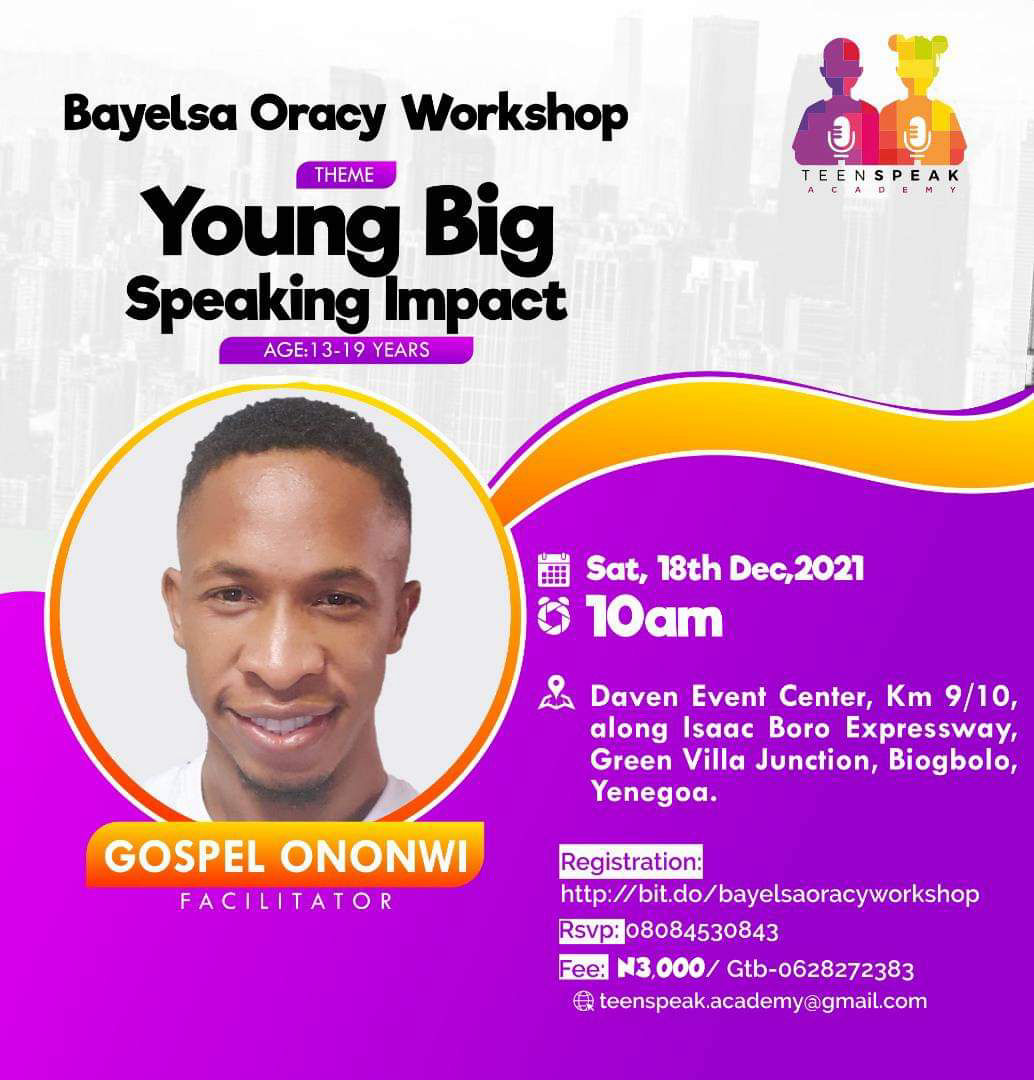 Bayelsa Oracy Workshop
THEME
Young Big
Speaking Impact
AGE:13-19 YEARS
TEENSPEAK
ACADEMY
Sat, 18th Dec,2021
10am
Daven Event Center, Km 9/10,
along Isaac Boro Expressway,
Green Villa Junction, Biogbolo,
Yenegoa.
GOSPEL ONONWI
FACILITATOR
Registration:
http://bit.do/bayelsaoracyworkshop
Rsvp: 08084530843
Fee: ₦3,000/ Gtb-0628272383
teenspeak.academy@gmail.com